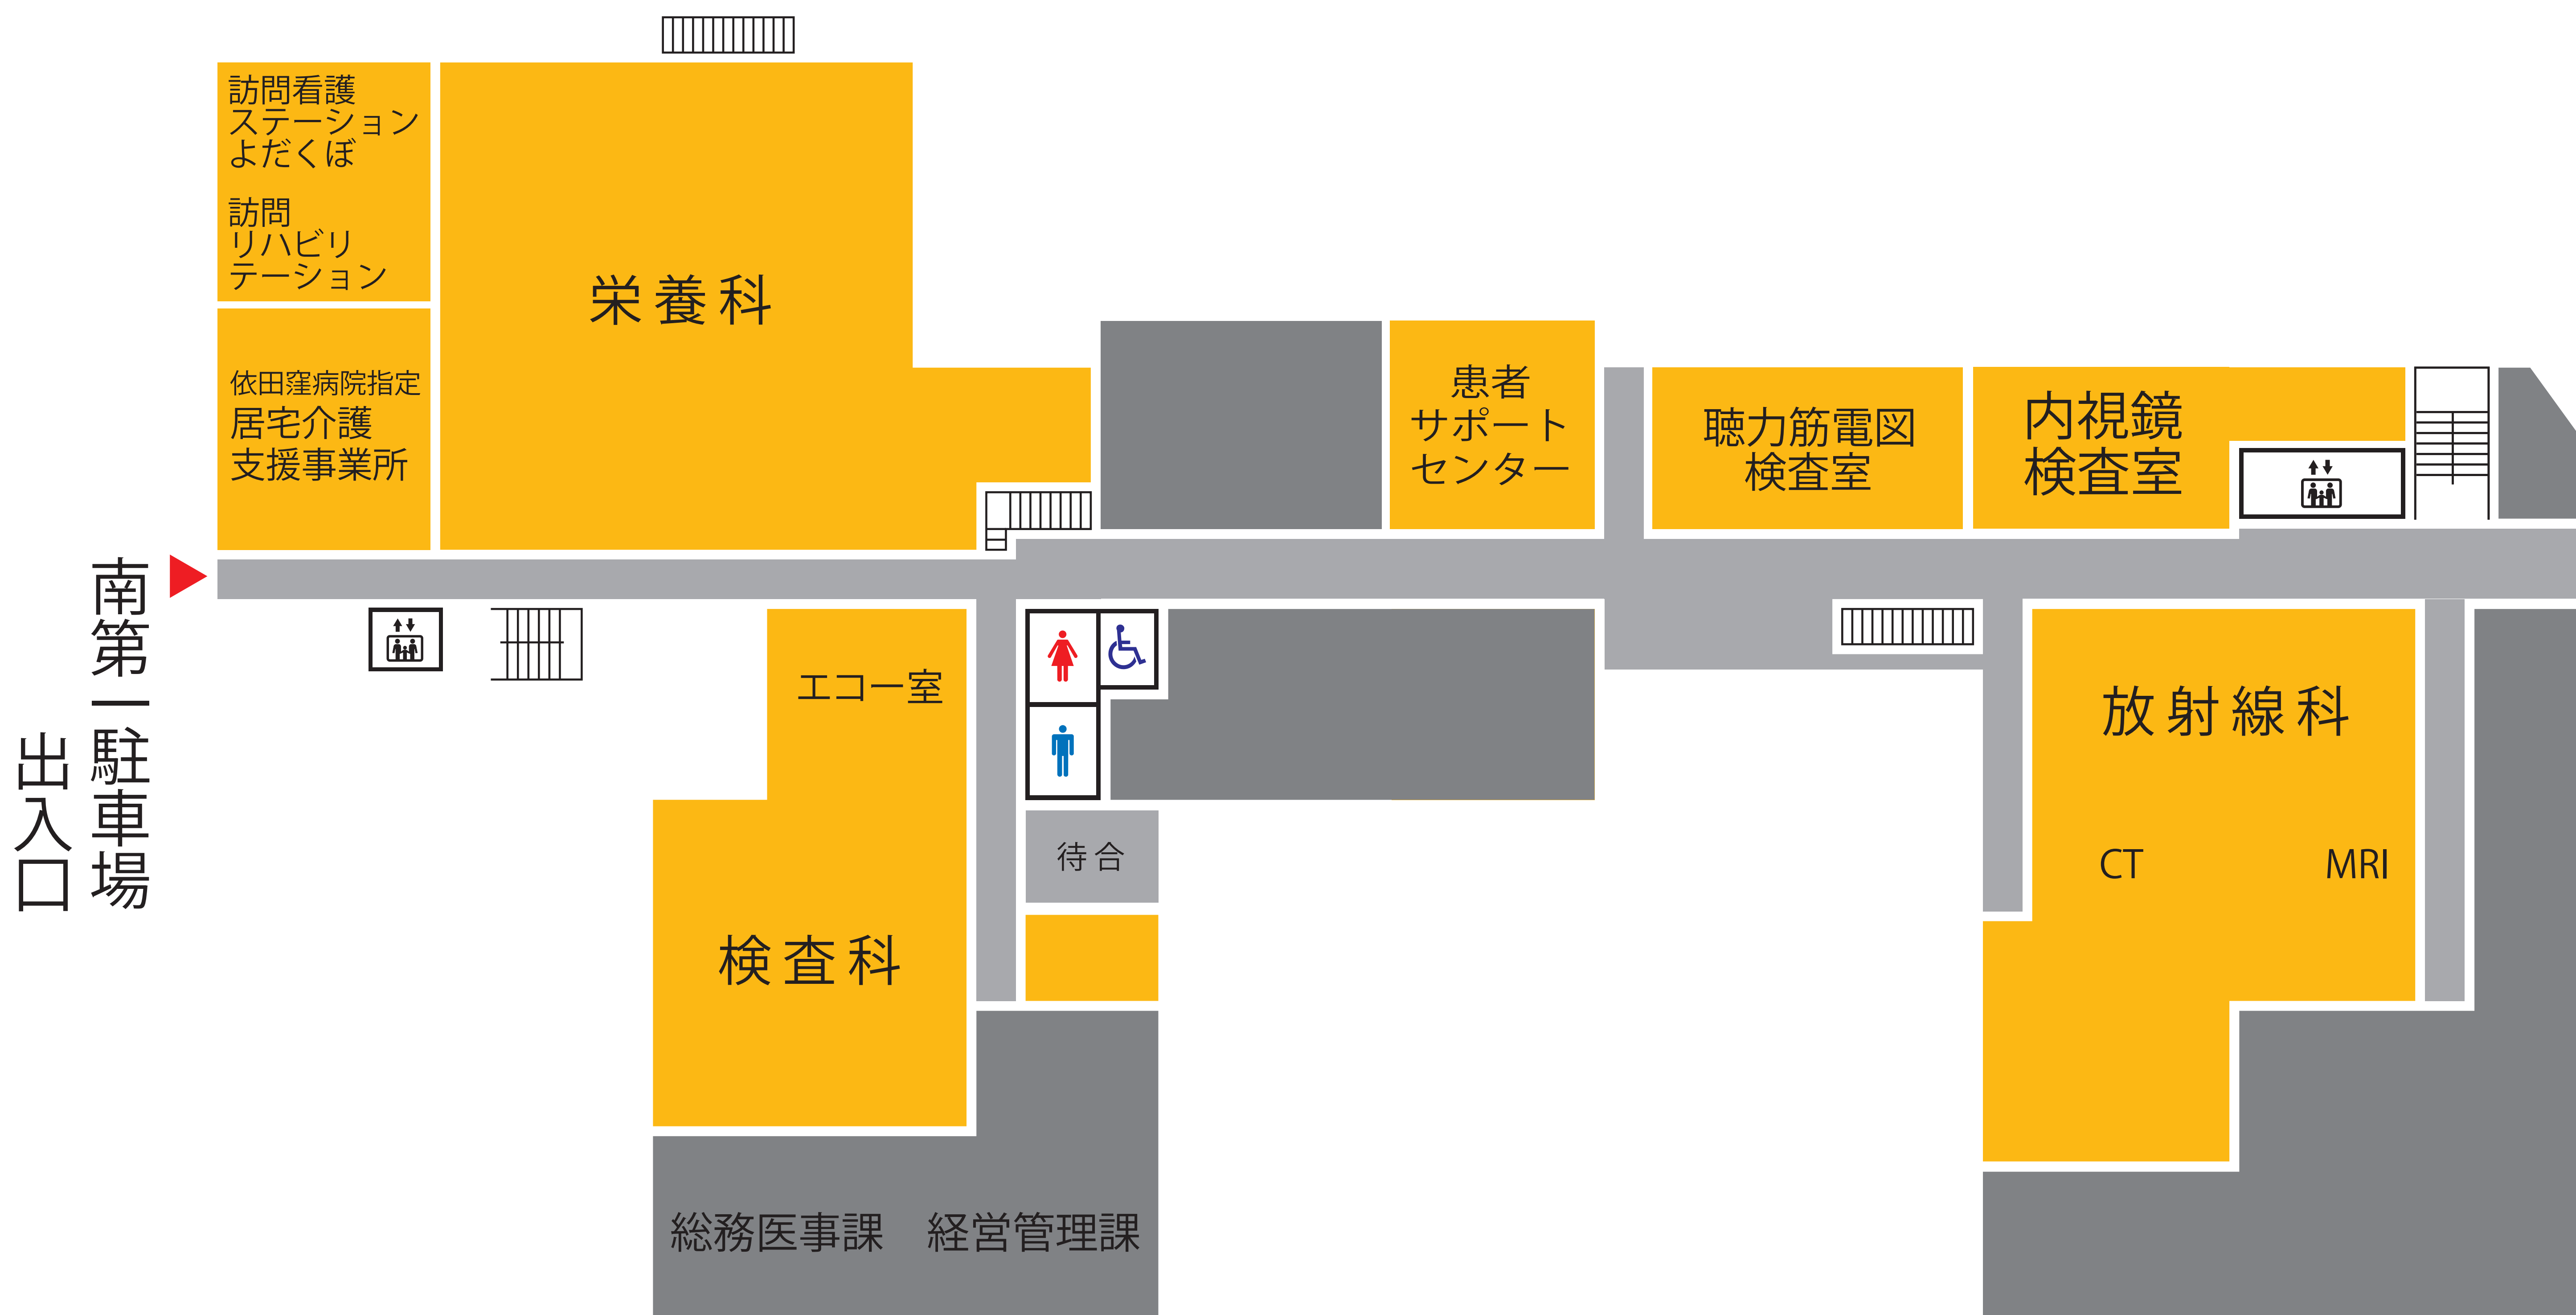 訪問看護
ステーション
よだくぼ
訪問
リハビリ
テーション
栄養科
依田窪病院指定
居宅介護
支援事業所
患者
サポート
センター
聴力筋電図
検査室
内視鏡
検査室
南第一駐車場
出入口
エコー室
放射線科
待合
CT
MRI
検査科
総務医事課
経営管理課